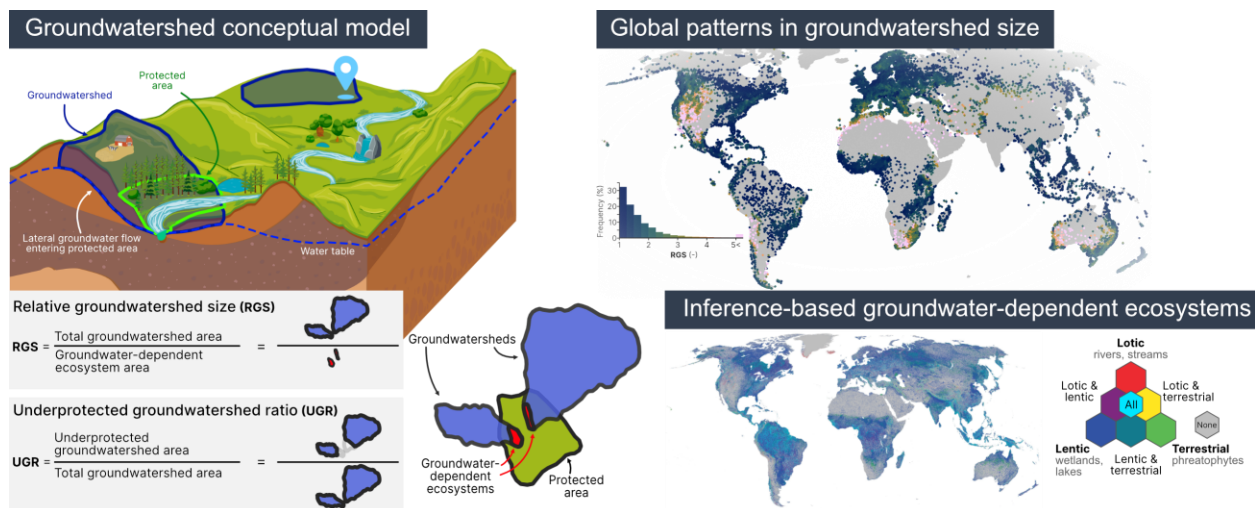 Groundwatershed conceptual model
Protected
area
Groundwatershed
Lateral groundwater flow
entering protected area
Water table
Relative groundwatershed size (RGS)
RGS = Total groundwatershed area
Groundwater-dependent
ecosystem area
=
Underprotected groundwatershed ratio (UGR)
UGR = Underprotected
groundwatershed area
Total groundwatershed area
=
Groundwatersheds
Groundwater-
dependent
ecosystems
Protected
area
Global patterns in groundwatershed size
Frequency (%)
30
20
10
0
1 2 3 4 5<
RGS (-)
Inference-based groundwater-dependent ecosystems
Lotic
rivers, streams
Lotic &
lentic
Lotic &
terrestrial
All
None
Lentic
wetlands,
lakes
Lentic &
terrestrial
Terrestrial
phreatophytes